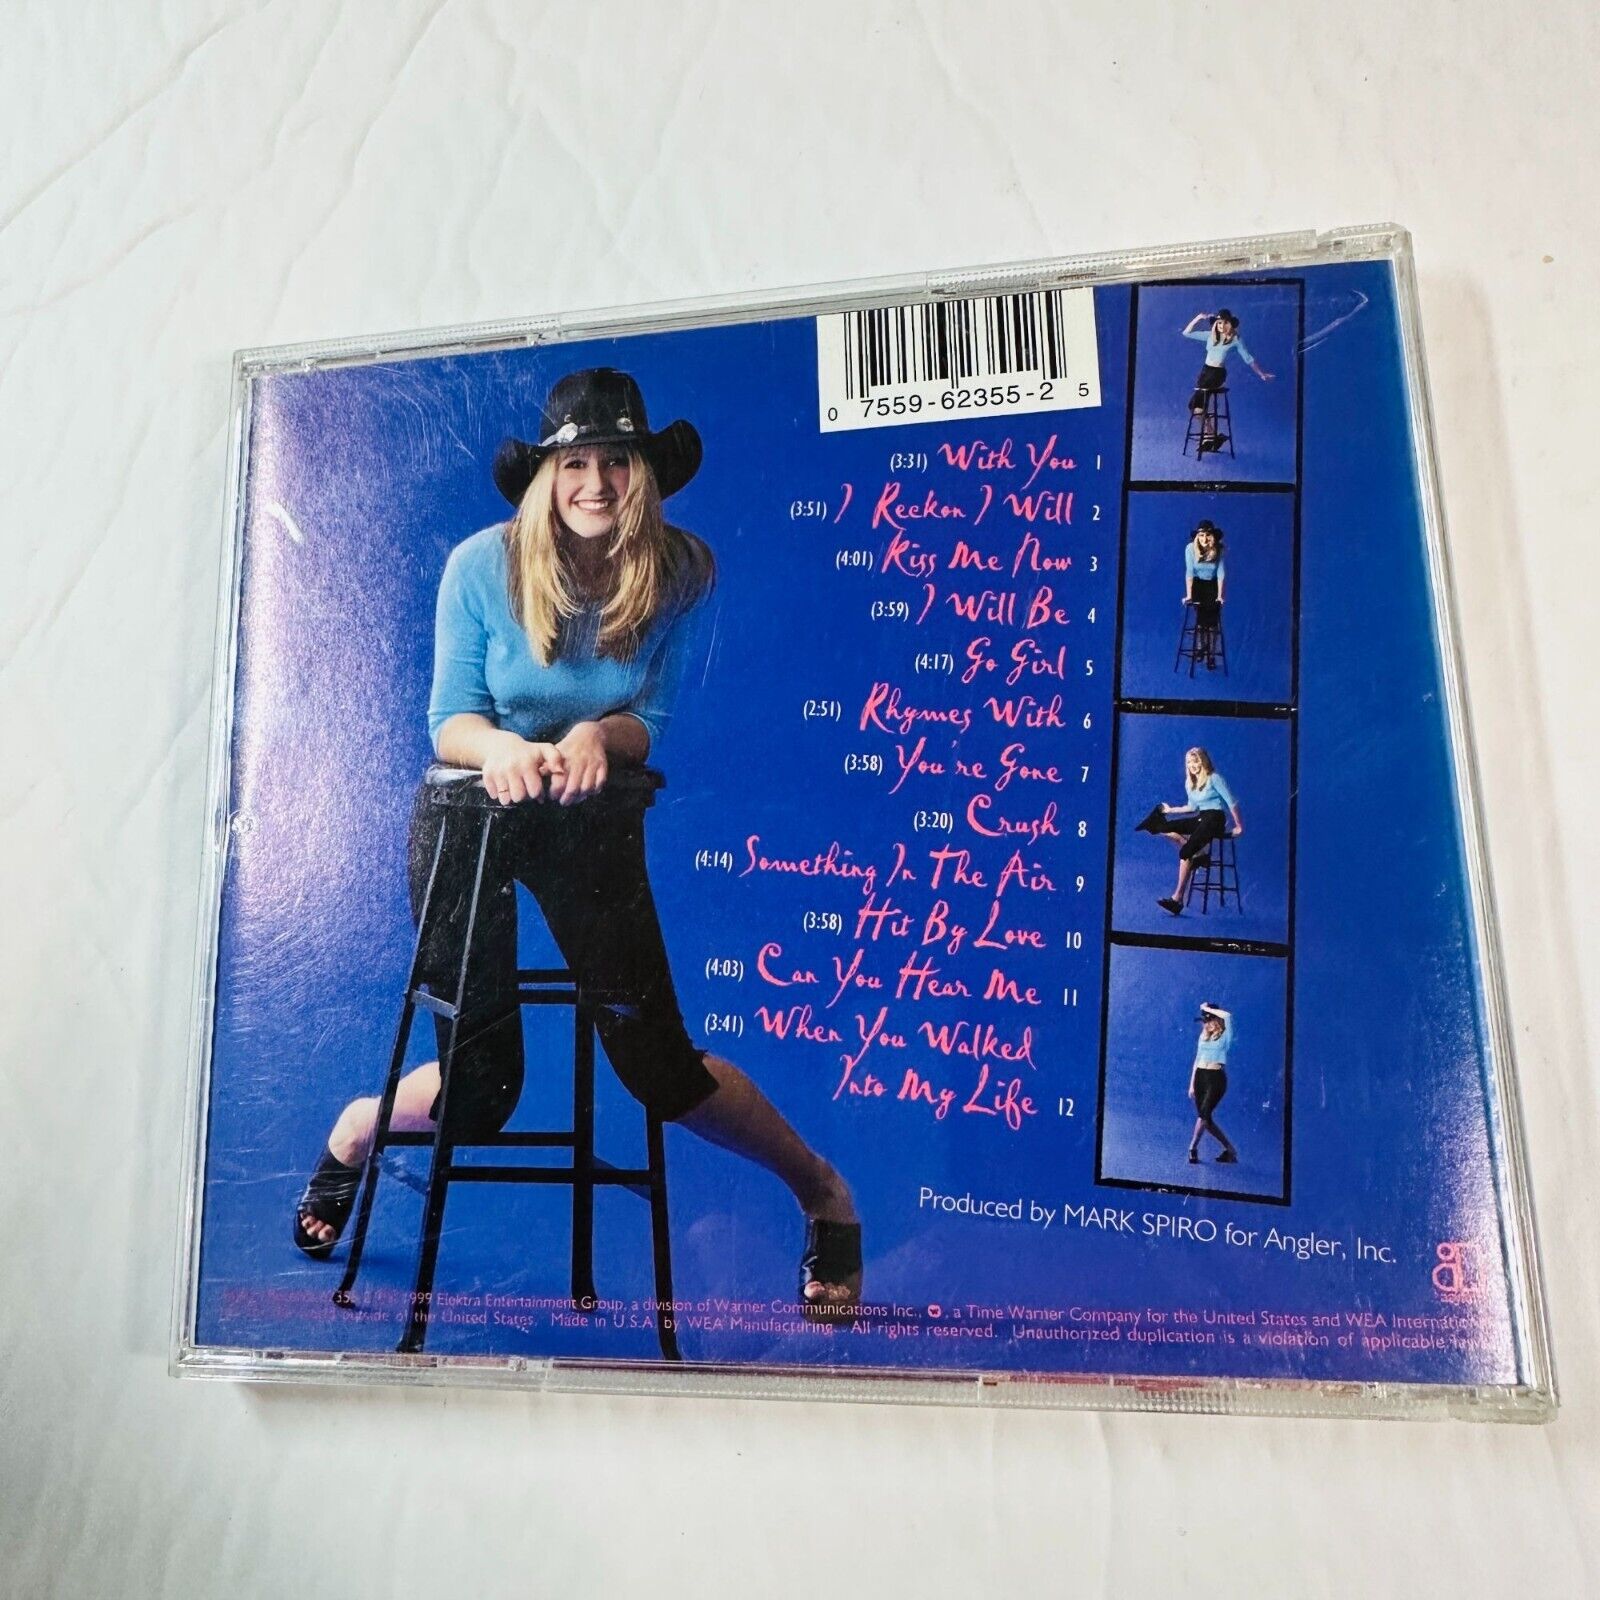 0 7559-62355-2 5
(3:31) With You 1
(3:51) I Reckon I Will 2
(4:01) Kiss Me Now 3
(3:59) I Will Be 4
(4:17) Go Girl 5
(2:51) Rhymes With 6
(3:58) You're Gone 7
(3:20) Crush 8
(4:14) Something In The Air 9
(3:58) Hit By Love 10
(4:03) Can You Hear Me 11
(3:41) When You Walked
Into My Life 12
Produced by MARK SPIRO for Angler, Inc.
1999 Elektra Entertainment Group, a division of Warner Communications Inc., a Time Warner Company for the United States and WEA International
outside of the United States. Made in U.S.A. by WEA Manufacturing. All rights reserved. Unauthorized duplication is a violation of applicable laws.